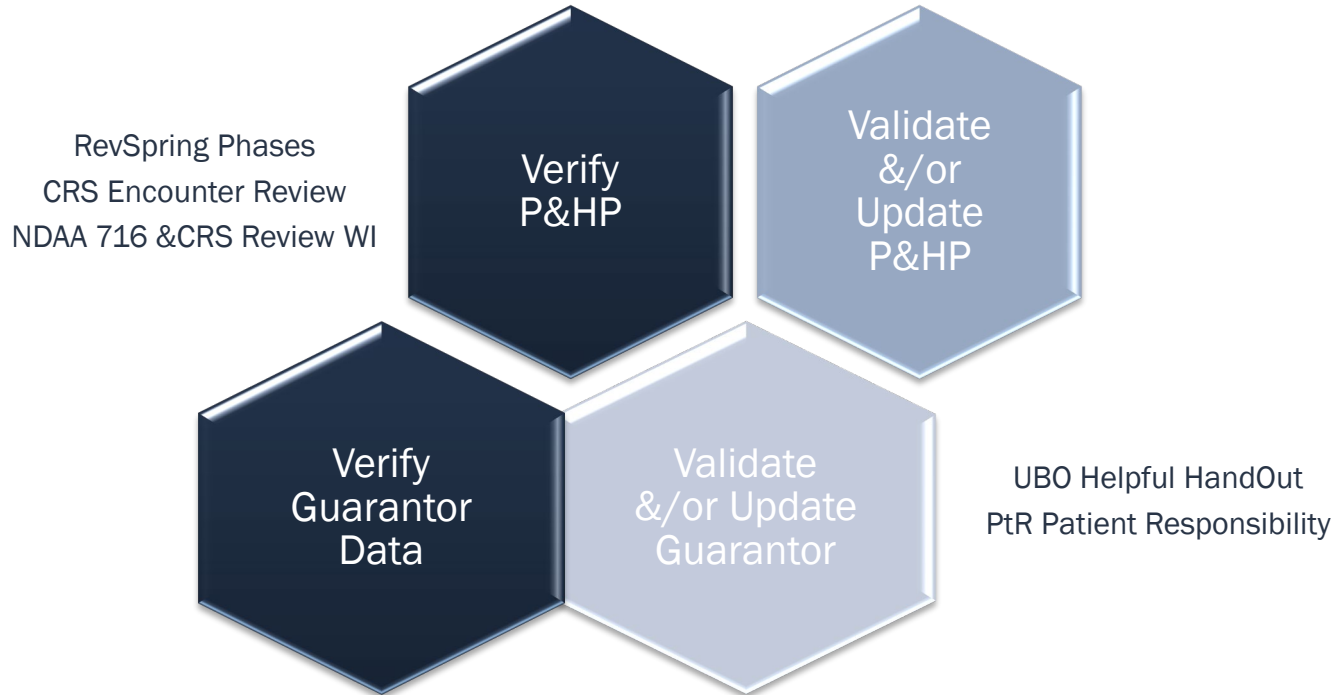 RevSpring Phases
CRS Encounter Review
NDAA 716 &CRS Review WI
Verify
P&HP
Validate
&/or
Update
P&HP
Verify
Guarantor
Data
Validate
&/or Update
Guarantor
UBO Helpful HandOut
PtR Patient Responsibility